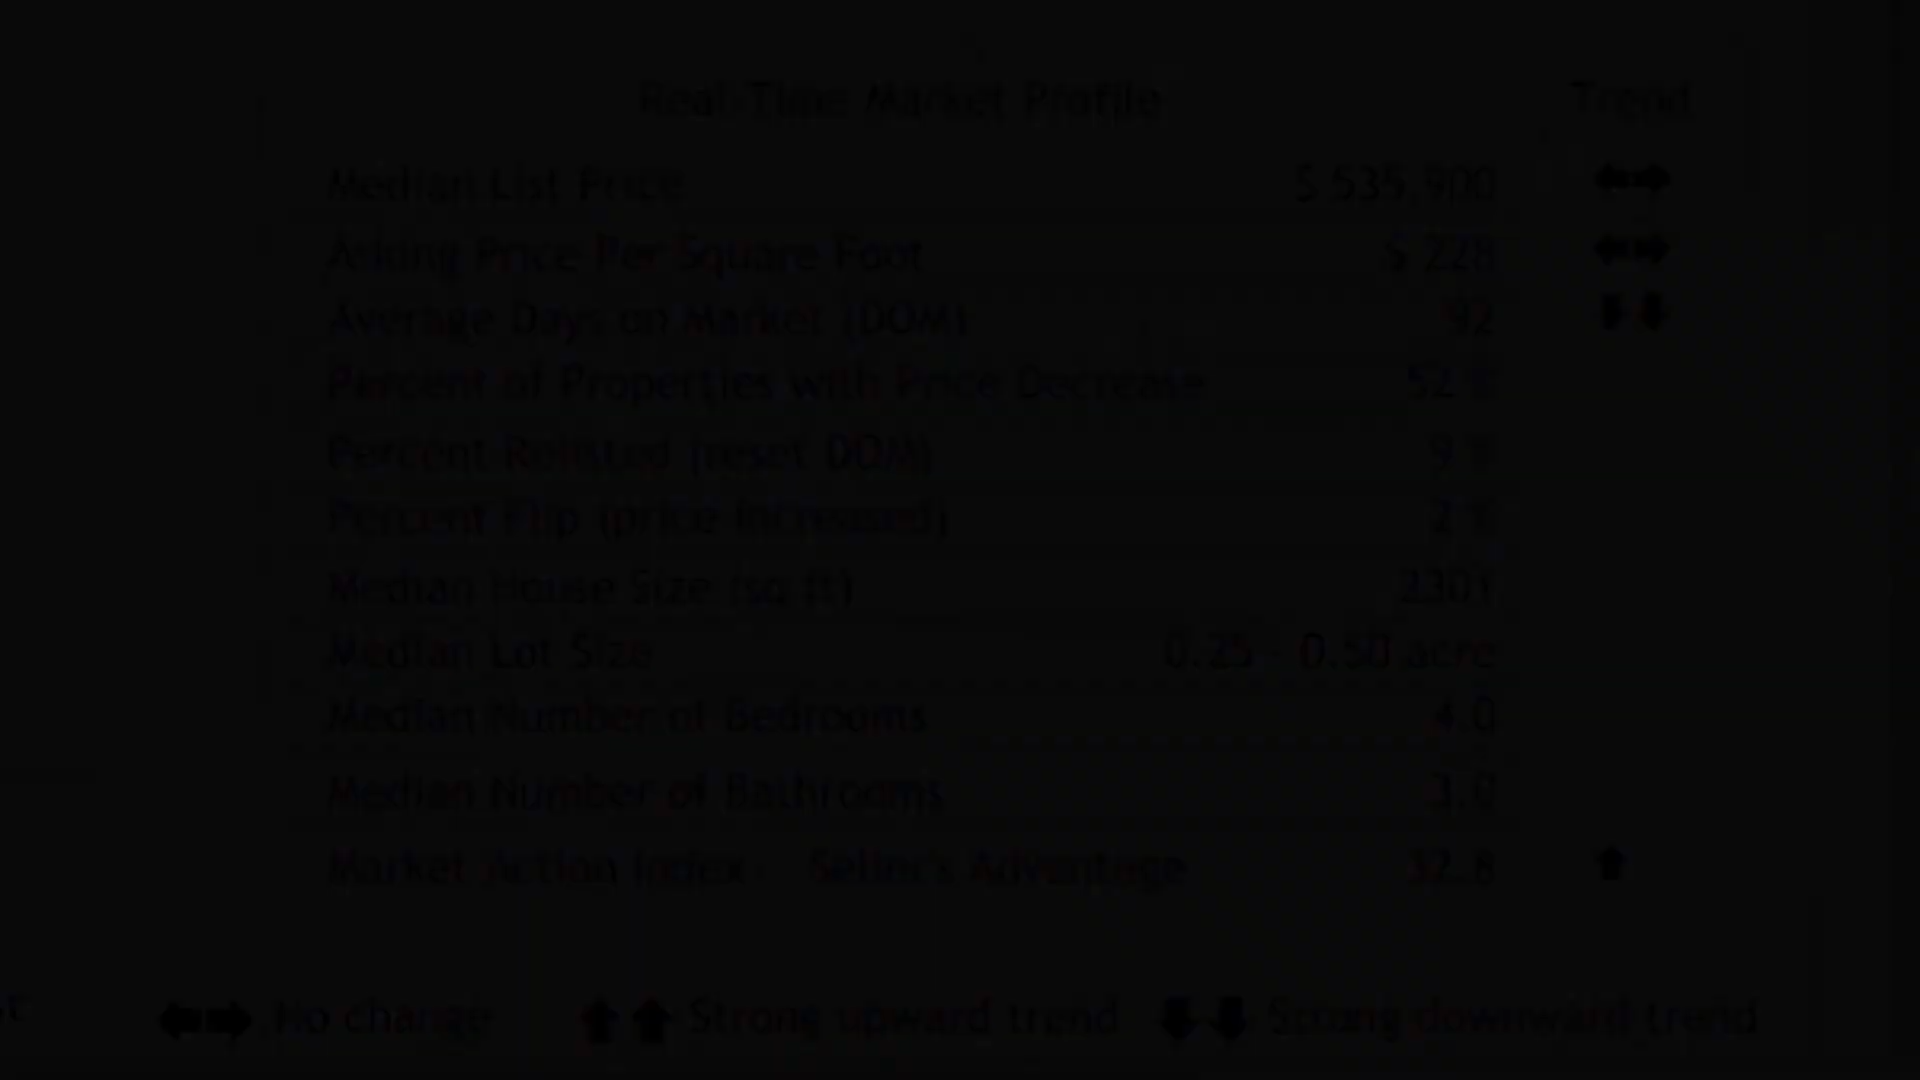 Real-Time Market Profile Trend
Median List Price $ 535,900
Asking Price Per Square Foot $ 228
Average Days on Market (DOM) 92
Percent of Properties with Price Decrease 52 %
Percent Relisted (reset DOM) 9 %
Percent Flip (price increased) 2 %
Median House Size (sq ft) 2301
Median Lot Size 0.25 - 0.50 acre
Median Number of Bedrooms 4.0
Median Number of Bathrooms 3.0
Market Action Index Seller's Advantage 32.8
No change Strong upward trend Strong downward trend